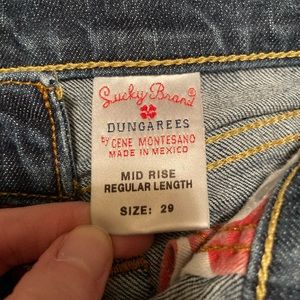 Lucky Brand®
DUNGAREES
by GENE MONTESANO
MADE IN MEXICO
MID RISE
REGULAR LENGTH
SIZE: 29